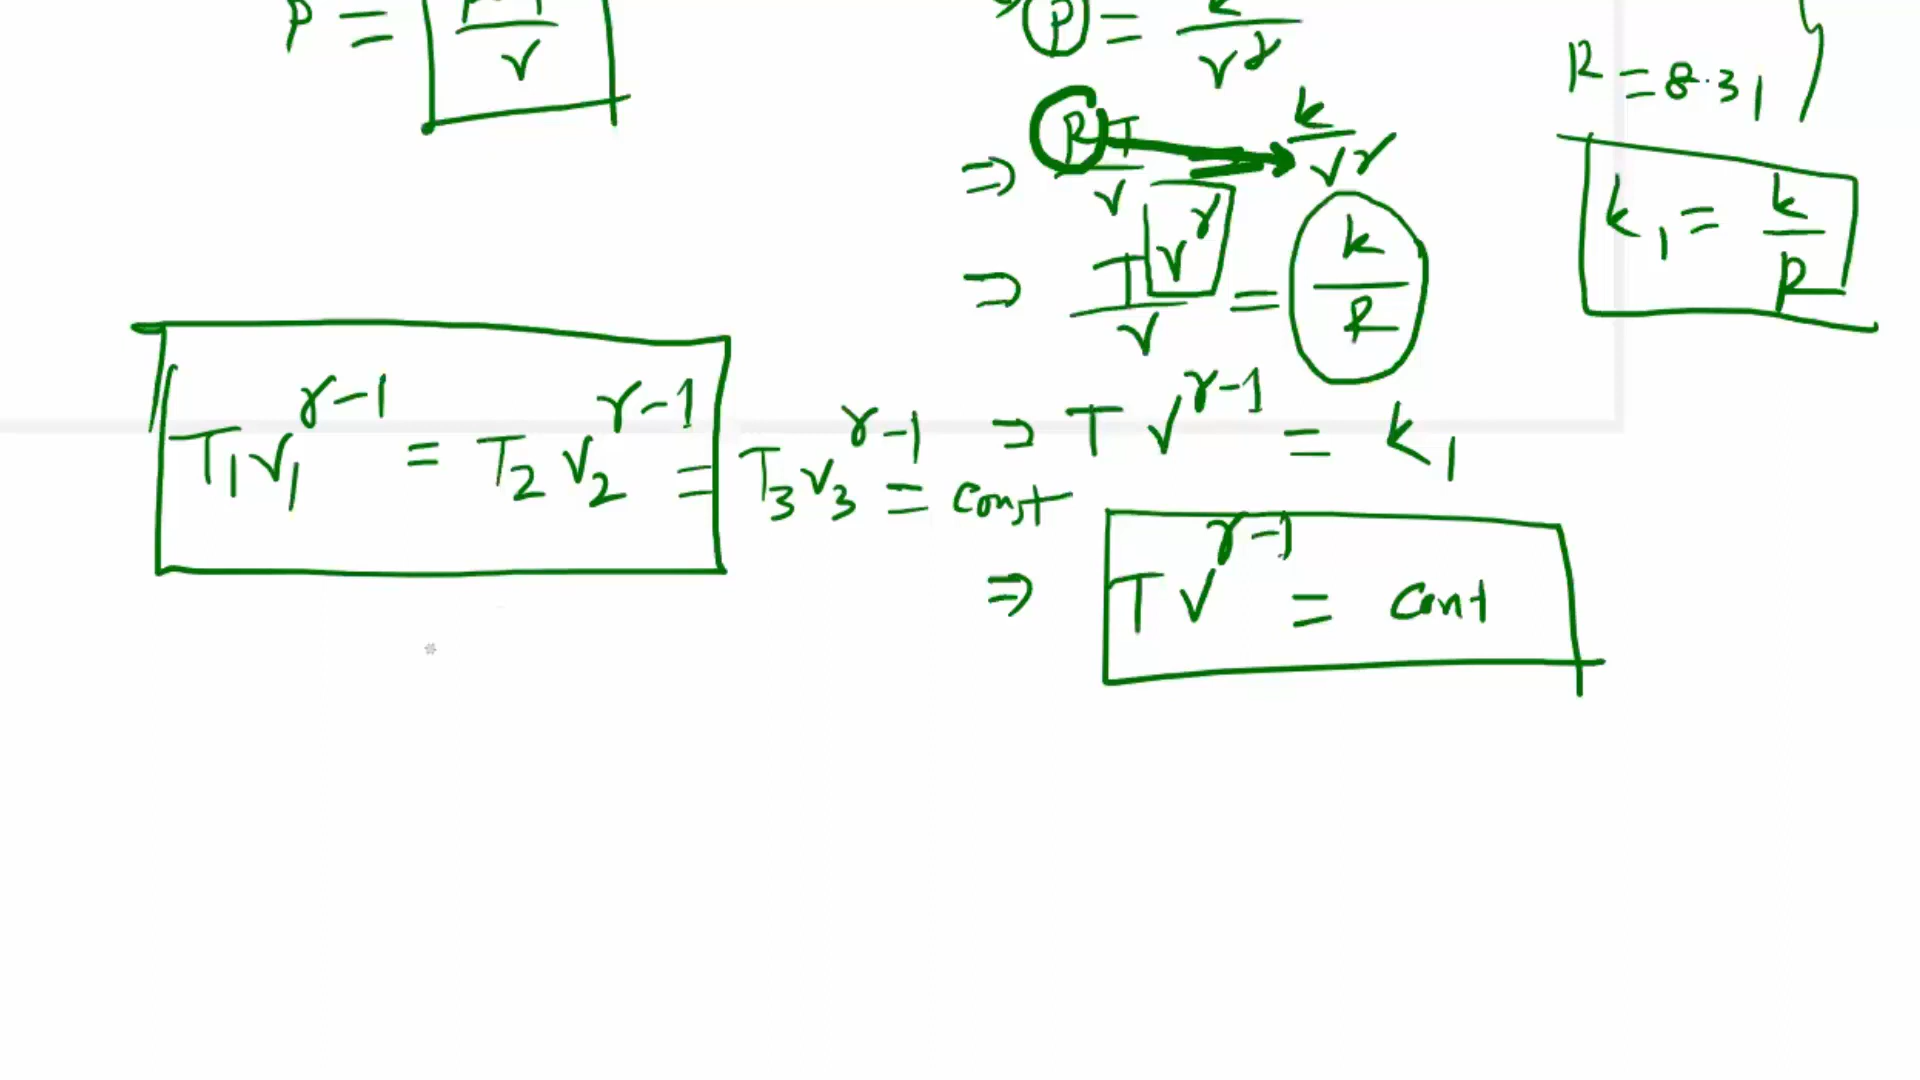 P = RT/V
⇒ P = k/V^γ
R = 8.31
⇒ RT/V k/V^γ
k₁ = k/R
⇒ T V^γ / V = k/R
⇒ T V^(γ-1) = k₁
T₁V₁^(γ-1) = T₂V₂^(γ-1) = T₃V₃^(γ-1) = const
⇒ T V^(γ-1) = cont